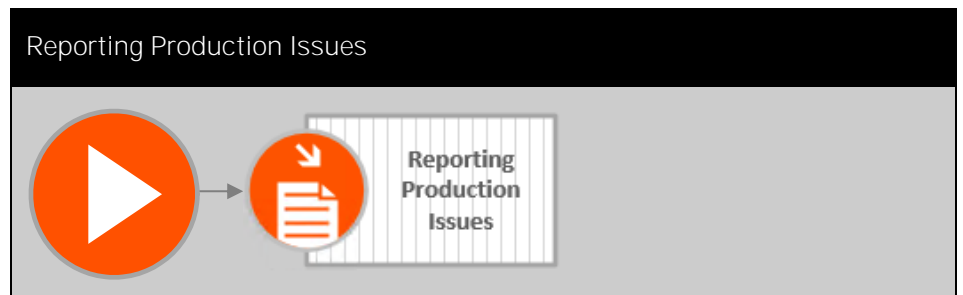 Reporting Production Issues
Reporting
Production
Issues